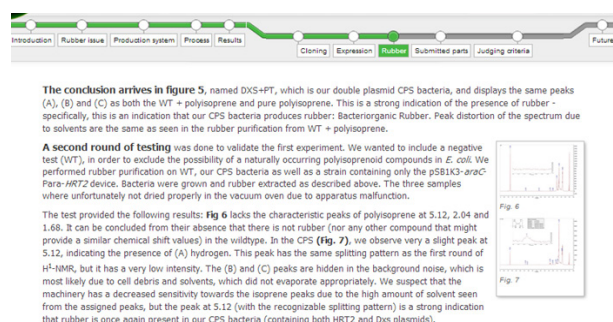 Introduction Rubber issue Production system Process Results
Cloning Expression Rubber Submitted parts Judging criteria
Future
The conclusion arrives in figure 5, named DXS+PT, which is our double plasmid CPS bacteria, and displays the same peaks
(A), (B) and (C) as both the WT + polyisoprene and pure polyisoprene. This is a strong indication of the presence of rubber -
specifically, this is an indication that our CPS bacteria produces rubber: Bacteriorganic Rubber. Peak distortion of the spectrum due
to solvents are the same as seen in the rubber purification from WT + polyisoprene.
A second round of testing was done to validate the first experiment. We wanted to include a negative
test (WT), in order to exclude the possibility of a naturally occurring polyisoprenoid compounds in E. coli. We
performed rubber purification on WT, our CPS bacteria as well as a strain containing only the pSB1K3-araC-
Para-HRT2 device. Bacteria were grown and rubber extracted as described above. The three samples
where unfortunately not dried properly in the vacuum oven due to apparatus malfunction.
The test provided the following results: Fig 6 lacks the characteristic peaks of polyisoprene at 5.12, 2.04 and
1.68. It can be concluded from their absence that there is not rubber (nor any other compound that might
provide a similar chemical shift values) in the wildtype. In the CPS (Fig. 7), we observe very a slight peak at
5.12, indicating the presence of (A) hydrogen. This peak has the same splitting pattern as the first round of
H1-NMR, but it has a very low intensity. The (B) and (C) peaks are hidden in the background noise, which is
most likely due to cell debris and solvents, which did not evaporate appropriately. We suspect that the
machinery has a decreased sensitivity towards the isoprene peaks due to the high amount of solvent seen
from the assigned peaks, but the peak at 5.12 (with the recognizable splitting pattern) is a strong indication
that rubber is once again present in our CPS bacteria (containing both HRT2 and Dxs plasmids).
Fig. 6
Fig. 7